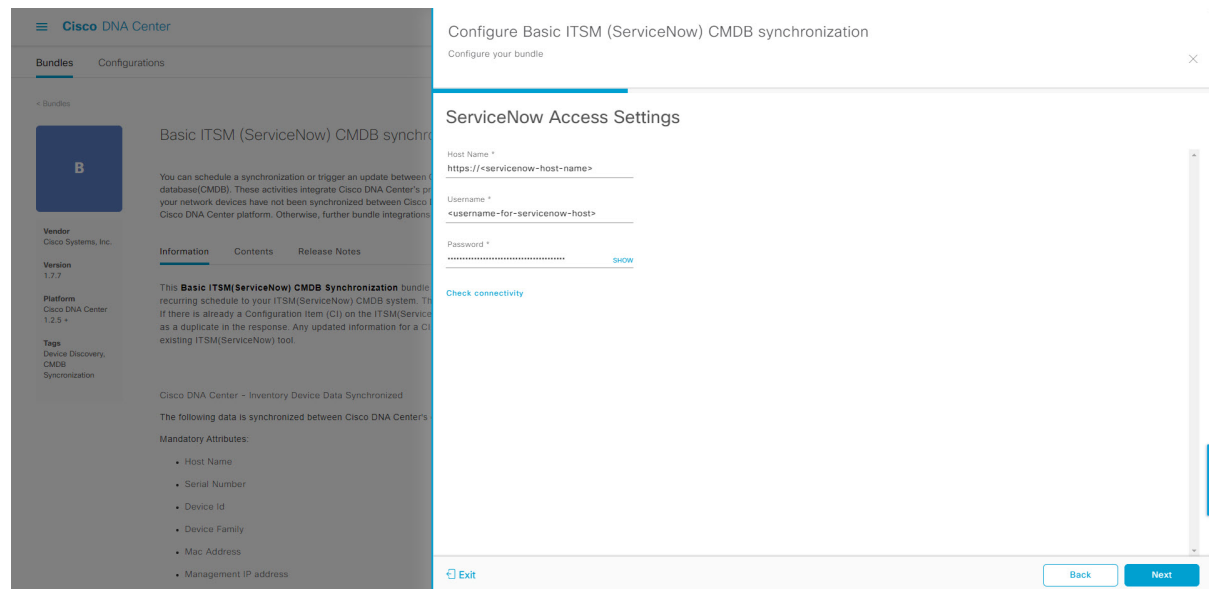 Cisco DNA Center
Bundles Configurations
< Bundles
B
Vendor
Cisco Systems, Inc.
Version
1.7.7
Platform
Cisco DNA Center
1.2.5 +
Tags
Device Discovery,
CMDB
Syncronization
Basic ITSM (ServiceNow) CMDB synchro
You can schedule a synchronization or trigger an update between
database(CMDB). These activities integrate Cisco DNA Center's pr
your network devices have not been synchronized between Cisco
Cisco DNA Center platform. Otherwise, further bundle integrations
Information Contents Release Notes
This Basic ITSM(ServiceNow) CMDB Synchronization bundle
recurring schedule to your ITSM(ServiceNow) CMDB system. Th
If there is already a Configuration Item (CI) on the ITSM(Service
as a duplicate in the response. Any updated information for a CI
existing ITSM(ServiceNow) tool.
Cisco DNA Center - Inventory Device Data Synchronized
The following data is synchronized between Cisco DNA Center's
Mandatory Attributes:
• Host Name
• Serial Number
• Device Id
• Device Family
• Mac Address
• Management IP address
Configure Basic ITSM (ServiceNow) CMDB synchronization
Configure your bundle
ServiceNow Access Settings
Host Name *
https://<servicenow-host-name>
Username *
<username-for-servicenow-host>
Password *
SHOW
Check connectivity
Exit
Back Next